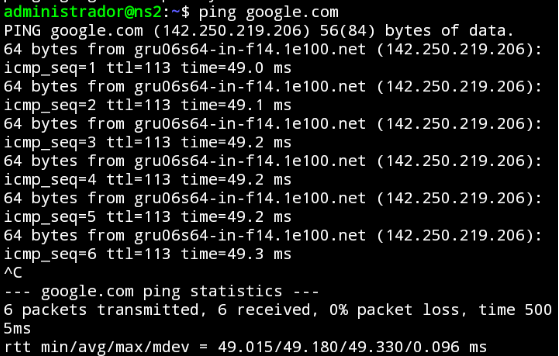 administrador@ns2:~$ ping google.com
PING google.com (142.250.219.206) 56(84) bytes of data.
64 bytes from gru06s64-in-f14.1e100.net (142.250.219.206):
icmp_seq=1 ttl=113 time=49.0 ms
64 bytes from gru06s64-in-f14.1e100.net (142.250.219.206):
icmp_seq=2 ttl=113 time=49.1 ms
64 bytes from gru06s64-in-f14.1e100.net (142.250.219.206):
icmp_seq=3 ttl=113 time=49.2 ms
64 bytes from gru06s64-in-f14.1e100.net (142.250.219.206):
icmp_seq=4 ttl=113 time=49.2 ms
64 bytes from gru06s64-in-f14.1e100.net (142.250.219.206):
icmp_seq=5 ttl=113 time=49.2 ms
64 bytes from gru06s64-in-f14.1e100.net (142.250.219.206):
icmp_seq=6 ttl=113 time=49.3 ms
^C
--- google.com ping statistics ---
6 packets transmitted, 6 received, 0% packet loss, time 500
5ms
rtt min/avg/max/mdev = 49.015/49.180/49.330/0.096 ms